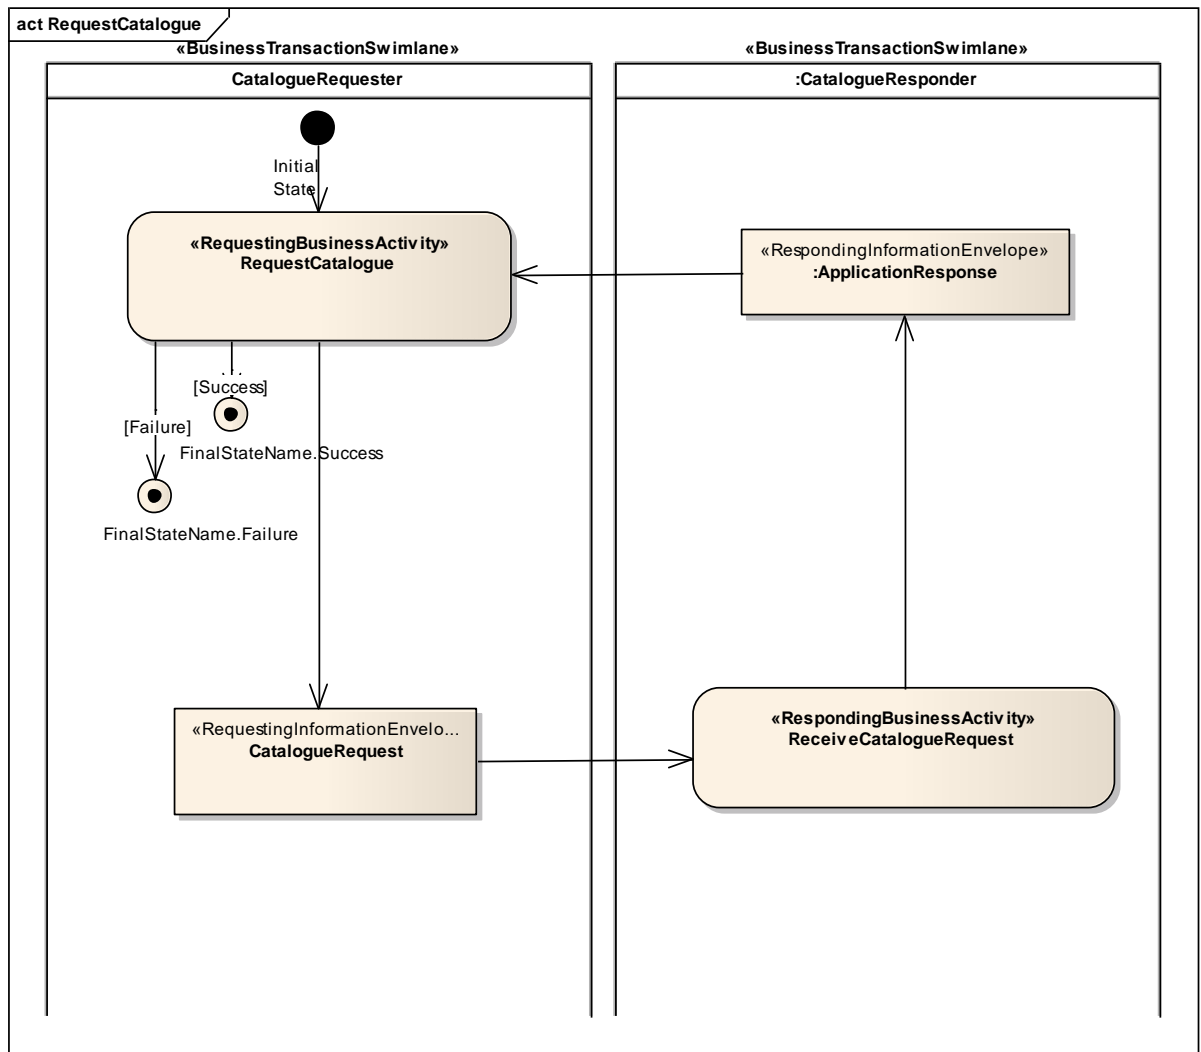 act RequestCatalogue
«BusinessTransactionSwimlane»
CatalogueRequester
Initial
State
«RequestingBusinessActivity»
RequestCatalogue
[Success]
[Failure]
FinalStateName.Success
FinalStateName.Failure
«RequestingInformationEnvelo...
CatalogueRequest
«BusinessTransactionSwimlane»
:CatalogueResponder
«RespondingInformationEnvelope»
:ApplicationResponse
«RespondingBusinessActivity»
ReceiveCatalogueRequest